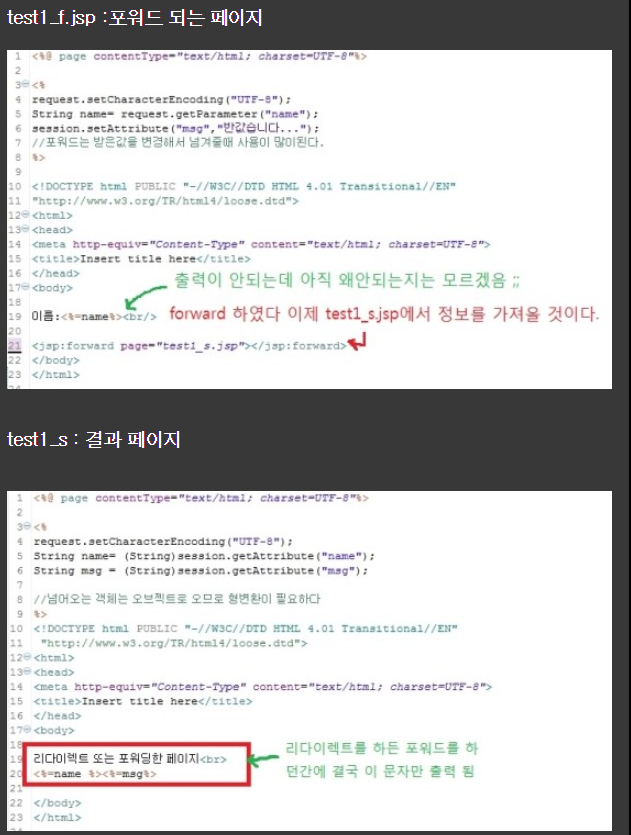 test1_f.jsp :포워드 되는 페이지
1 <%@ page contentType="text/html; charset=UTF-8"%>
2
3 <%
4 request.setCharacterEncoding("UTF-8");
5 String name= request.getParameter("name");
6 session.setAttribute("msg","반갑습니다...");
7 //포워드는 받은값을 변경해서 넘겨줄때 사용이 많이된다.
8 %>
9
10 <!DOCTYPE html PUBLIC "-//W3C//DTD HTML 4.01 Transitional//EN"
11 "http://www.w3.org/TR/html4/loose.dtd">
12 <html>
13 <head>
14 <meta http-equiv="Content-Type" content="text/html; charset=UTF-8">
15 <title>Insert title here</title>
16 </head>
17 <body>
18
출력이 안되는데 아직 왜안되는지는 모르겠음 ;;
19 이름:<%=name%><br/>
forward 하였다 이제 test1_s.jsp에서 정보를 가져올 것이다.
20
21 <jsp:forward page="test1_s.jsp"></jsp:forward>
22 </body>
23 </html>
test1_s : 결과 페이지
1 <%@ page contentType="text/html; charset=UTF-8"%>
2
3 <%
4 request.setCharacterEncoding("UTF-8");
5 String name= (String)session.getAttribute("name");
6 String msg = (String)session.getAttribute("msg");
7
8 //넘어오는 객체는 오브젝트로 오므로 형변환이 필요하다
9 %>
10 <!DOCTYPE html PUBLIC "-//W3C//DTD HTML 4.01 Transitional//EN"
11 "http://www.w3.org/TR/html4/loose.dtd">
12 <html>
13 <head>
14 <meta http-equiv="Content-Type" content="text/html; charset=UTF-8">
15 <title>Insert title here</title>
16 </head>
17 <body>
18
19 리다이렉트 또는 포워딩한 페이지<br>
20 <%=name %><%=msg%>
리다이렉트를 하든 포워드를 하
던간에 결국 이 문자만 출력 됨
21
22 </body>
23 </html>